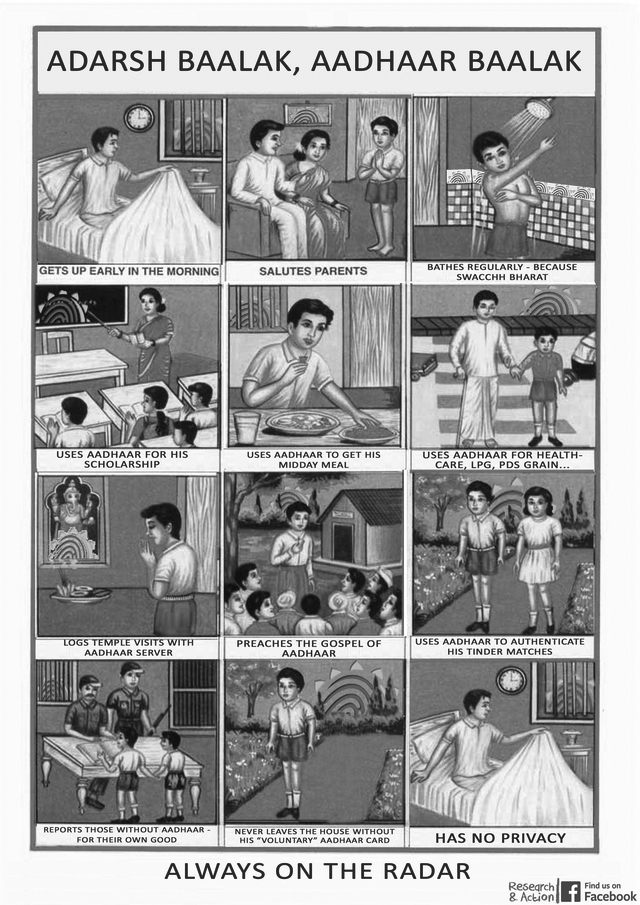 ADARSH BAALAK, AADHAAR BAALAK
GETS UP EARLY IN THE MORNING
SALUTES PARENTS
BATHES REGULARLY - BECAUSE
SWACCHH BHARAT
USES AADHAAR FOR HIS
SCHOLARSHIP
USES AADHAAR TO GET HIS
MIDDAY MEAL
USES AADHAAR FOR HEALTH-
CARE, LPG, PDS GRAIN...
LOGS TEMPLE VISITS WITH
AADHAAR SERVER
PREACHES THE GOSPEL OF
AADHAAR
USES AADHAAR TO AUTHENTICATE
HIS TINDER MATCHES
REPORTS THOSE WITHOUT AADHAAR -
FOR THEIR OWN GOOD
NEVER LEAVES THE HOUSE WITHOUT
HIS "VOLUNTARY" AADHAAR CARD
HAS NO PRIVACY
ALWAYS ON THE RADAR
Research
& Action
f
Find us on
Facebook